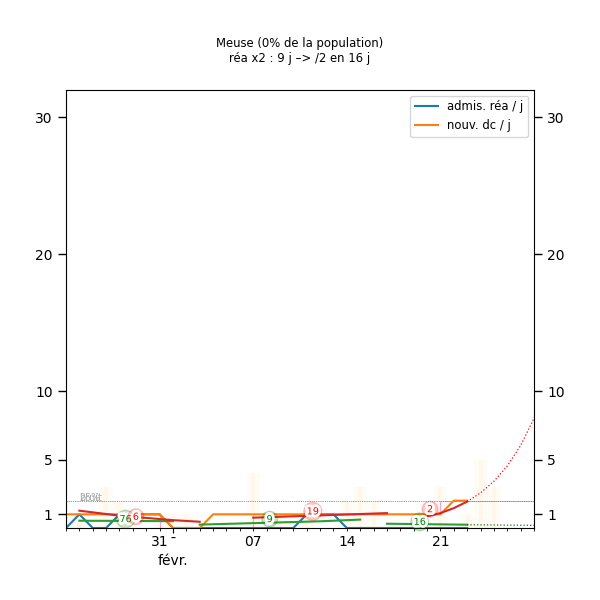 Meuse (0% de la population)
réa x2 : 9 j –> /2 en 16 j
admis. réa / j
nouv. dc / j
30 30
20 20
10 10
5 5
1 1
76 6 9 19 2 16
31 - 07 14 21
févr.